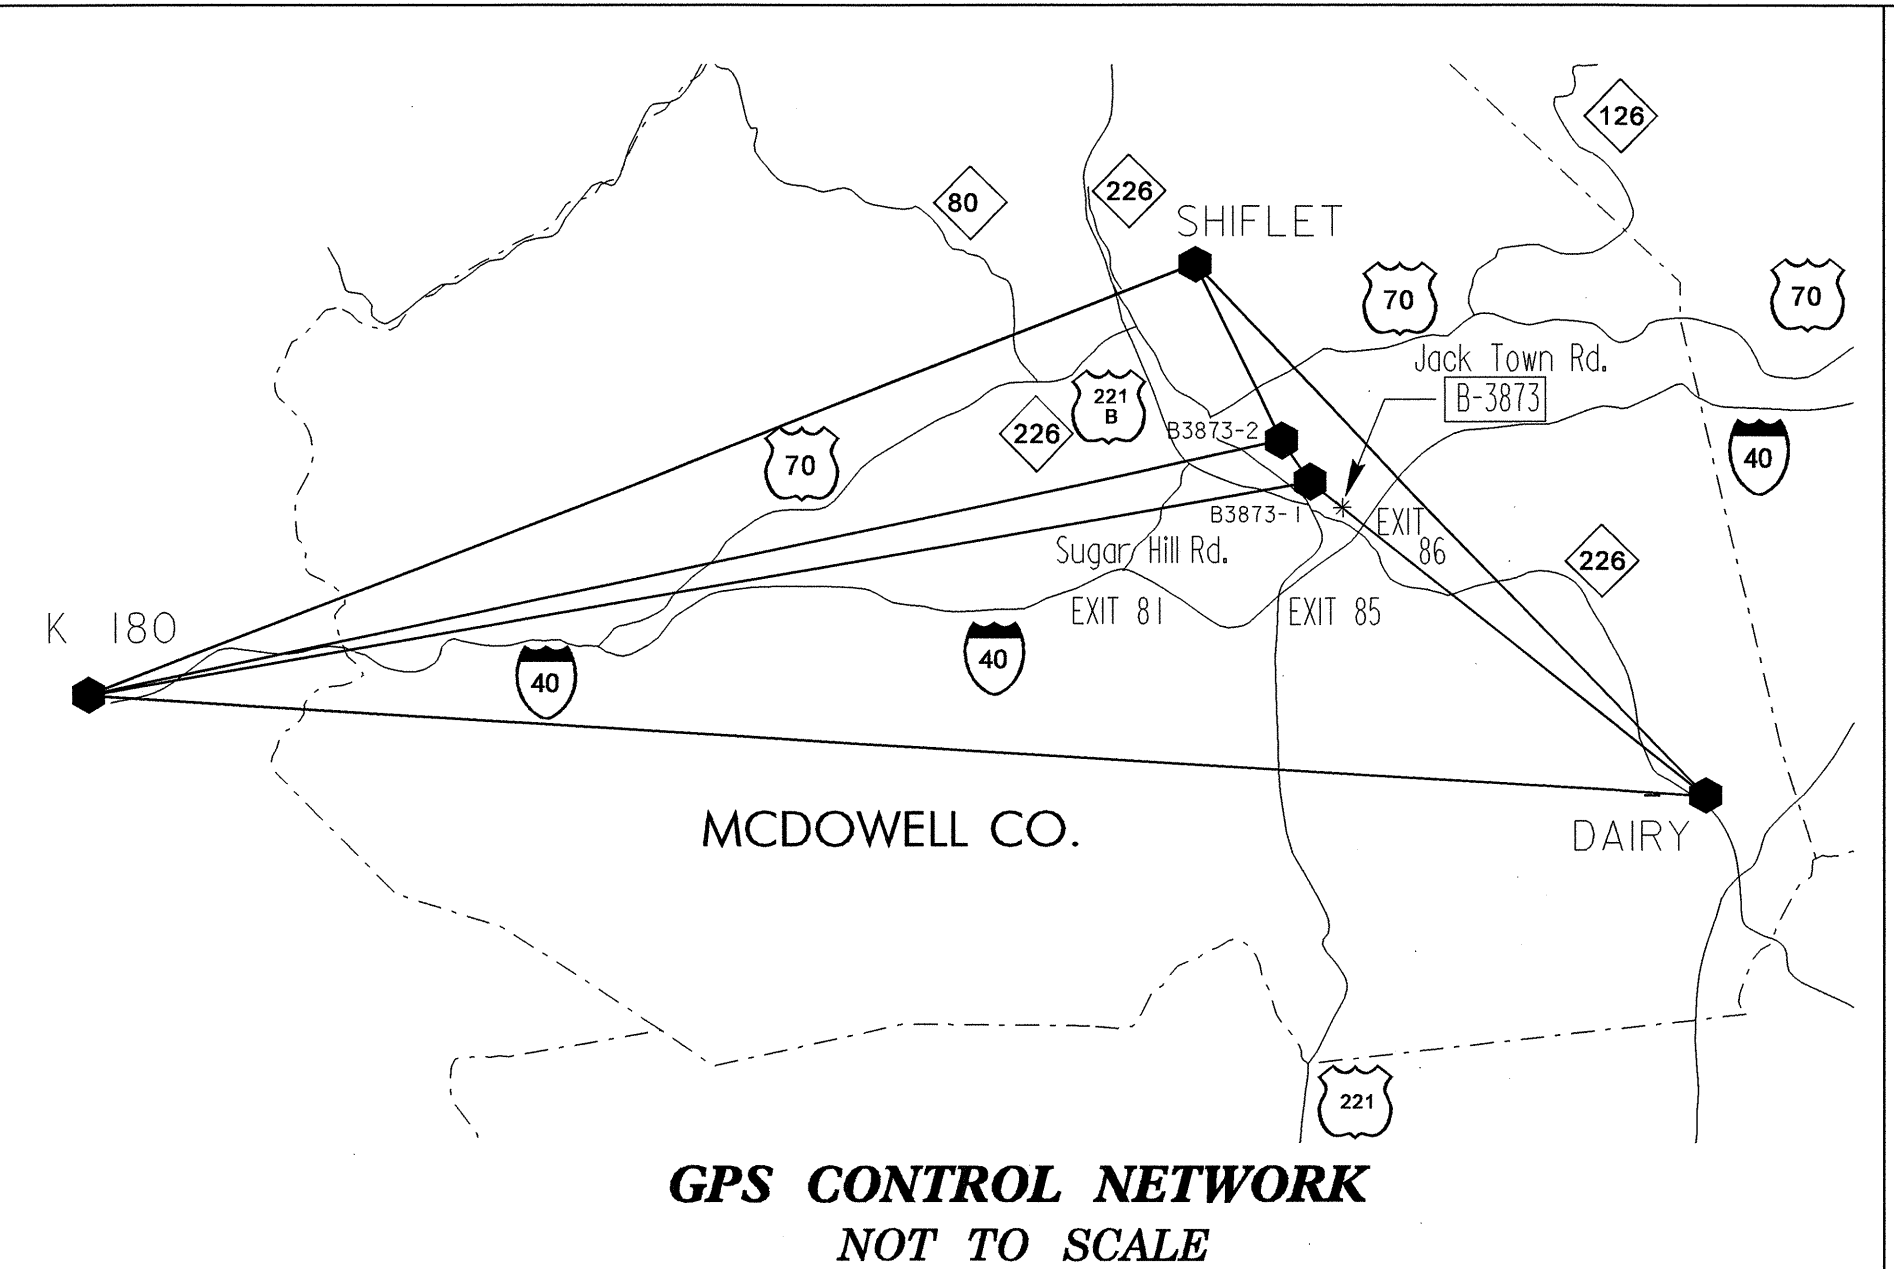 126
80
226
SHIFLET
70
70
Jack Town Rd.
B-3873
221
B
226
B3873-2
70
40
B3873-1
EXIT
86
Sugar Hill Rd.
226
EXIT 81
EXIT 85
K 180
40
40
MCDOWELL CO.
DAIRY
221
GPS CONTROL NETWORK
NOT TO SCALE